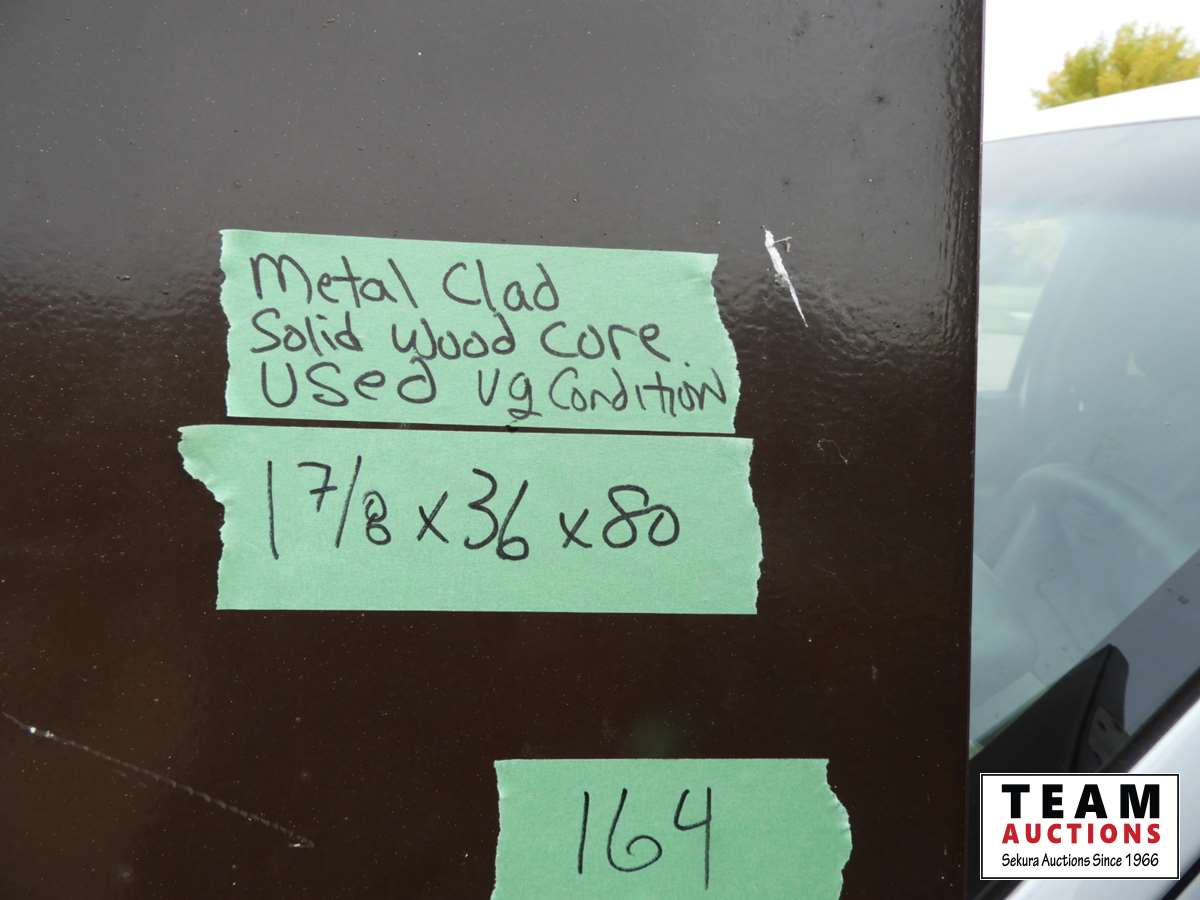 Metal Clad
Solid Wood Core
Used Vg Condition
1 7/8 x 36 x 80
164
TEAM
AUCTIONS
Sekura Auctions Since 1966